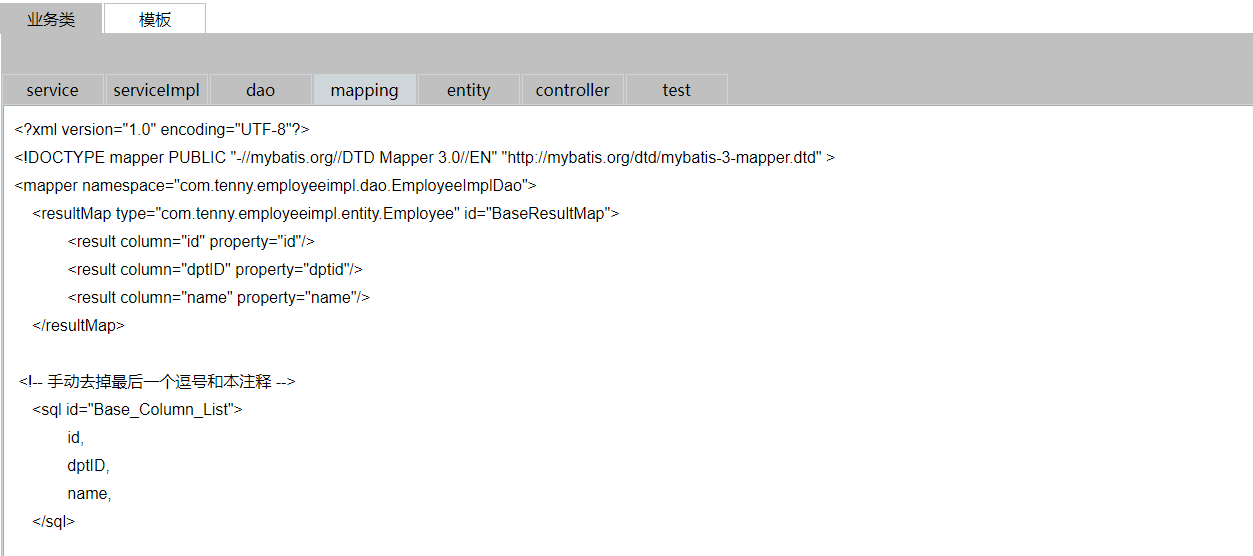 业务类 模板
service serviceImpl dao mapping entity controller test
<?xml version="1.0" encoding="UTF-8"?>
<!DOCTYPE mapper PUBLIC "-//mybatis.org//DTD Mapper 3.0//EN" "http://mybatis.org/dtd/mybatis-3-mapper.dtd" >
<mapper namespace="com.tenny.employeeimpl.dao.EmployeeImplDao">
<resultMap type="com.tenny.employeeimpl.entity.Employee" id="BaseResultMap">
<result column="id" property="id"/>
<result column="dptID" property="dptid"/>
<result column="name" property="name"/>
</resultMap>
<!-- 手动去掉最后一个逗号和本注释 -->
<sql id="Base_Column_List">
id,
dptID,
name,
</sql>